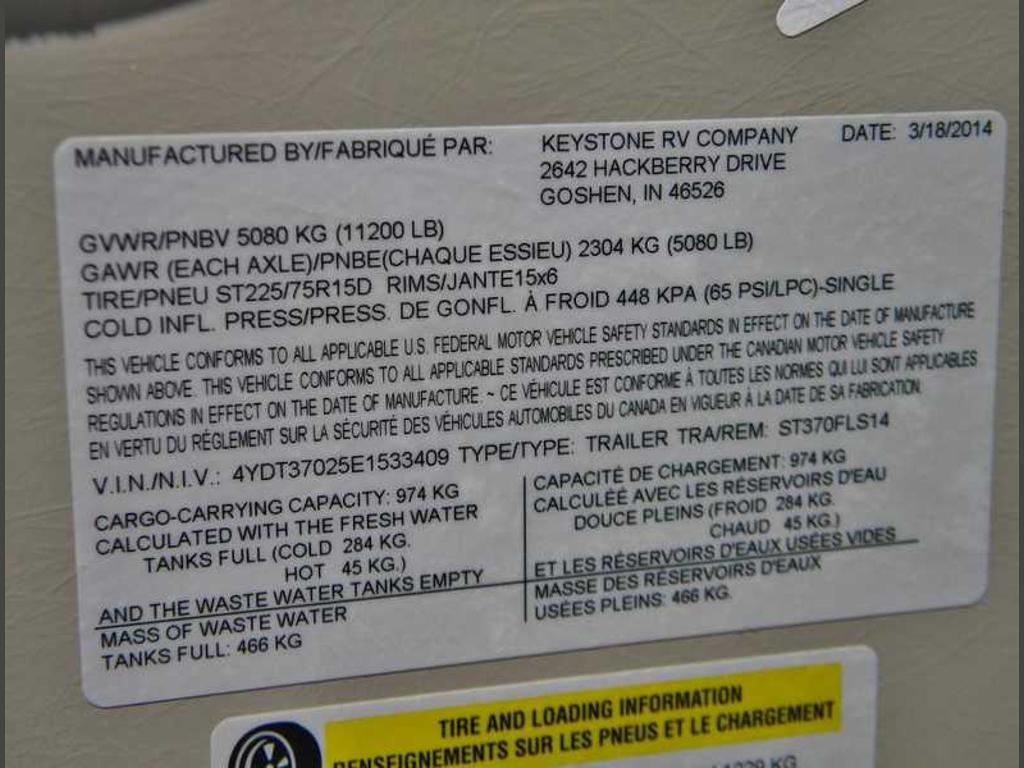 MANUFACTURED BY/FABRIQUÉ PAR: KEYSTONE RV COMPANY DATE: 3/18/2014
2642 HACKBERRY DRIVE
GOSHEN, IN 46526
GVWR/PNBV 5080 KG (11200 LB)
GAWR (EACH AXLE)/PNBE(CHAQUE ESSIEU) 2304 KG (5080 LB)
TIRE/PNEU ST225/75R15D RIMS/JANTE15x6
COLD INFL. PRESS/PRESS. DE GONFL. À FROID 448 KPA (65 PSI/LPC)-SINGLE
THIS VEHICLE CONFORMS TO ALL APPLICABLE U.S. FEDERAL MOTOR VEHICLE SAFETY STANDARDS IN EFFECT ON THE DATE OF MANUFACTURE
SHOWN ABOVE. THIS VEHICLE CONFORMS TO ALL APPLICABLE STANDARDS PRESCRIBED UNDER THE CANADIAN MOTOR VEHICLE SAFETY
REGULATIONS IN EFFECT ON THE DATE OF MANUFACTURE. ~ CE VÉHICULE EST CONFORME À TOUTES LES NORMES QUI LUI SONT APPLICABLES
EN VERTU DU RÉGLEMENT SUR LA SÉCURITÉ DES VÉHICULES AUTOMOBILES DU CANADA EN VIGUEUR À LA DATE DE SA FABRICATION.
V.I.N./N.I.V.: 4YDT37025E1533409 TYPE/TYPE: TRAILER TRA/REM: ST370FLS14
CARGO-CARRYING CAPACITY: 974 KG
CALCULATED WITH THE FRESH WATER
TANKS FULL (COLD 284 KG.
HOT 45 KG.)
AND THE WASTE WATER TANKS EMPTY
MASS OF WASTE WATER
TANKS FULL: 466 KG
CAPACITÉ DE CHARGEMENT: 974 KG
CALCULÉE AVEC LES RÉSERVOIRS D'EAU
DOUCE PLEINS (FROID 284 KG.
CHAUD 45 KG.)
ET LES RÉSERVOIRS D'EAUX USÉES VIDES
MASSE DES RÉSERVOIRS D'EAUX
USÉES PLEINS: 466 KG.
TIRE AND LOADING INFORMATION
RENSEIGNEMENTS SUR LES PNEUS ET LE CHARGEMENT
KG